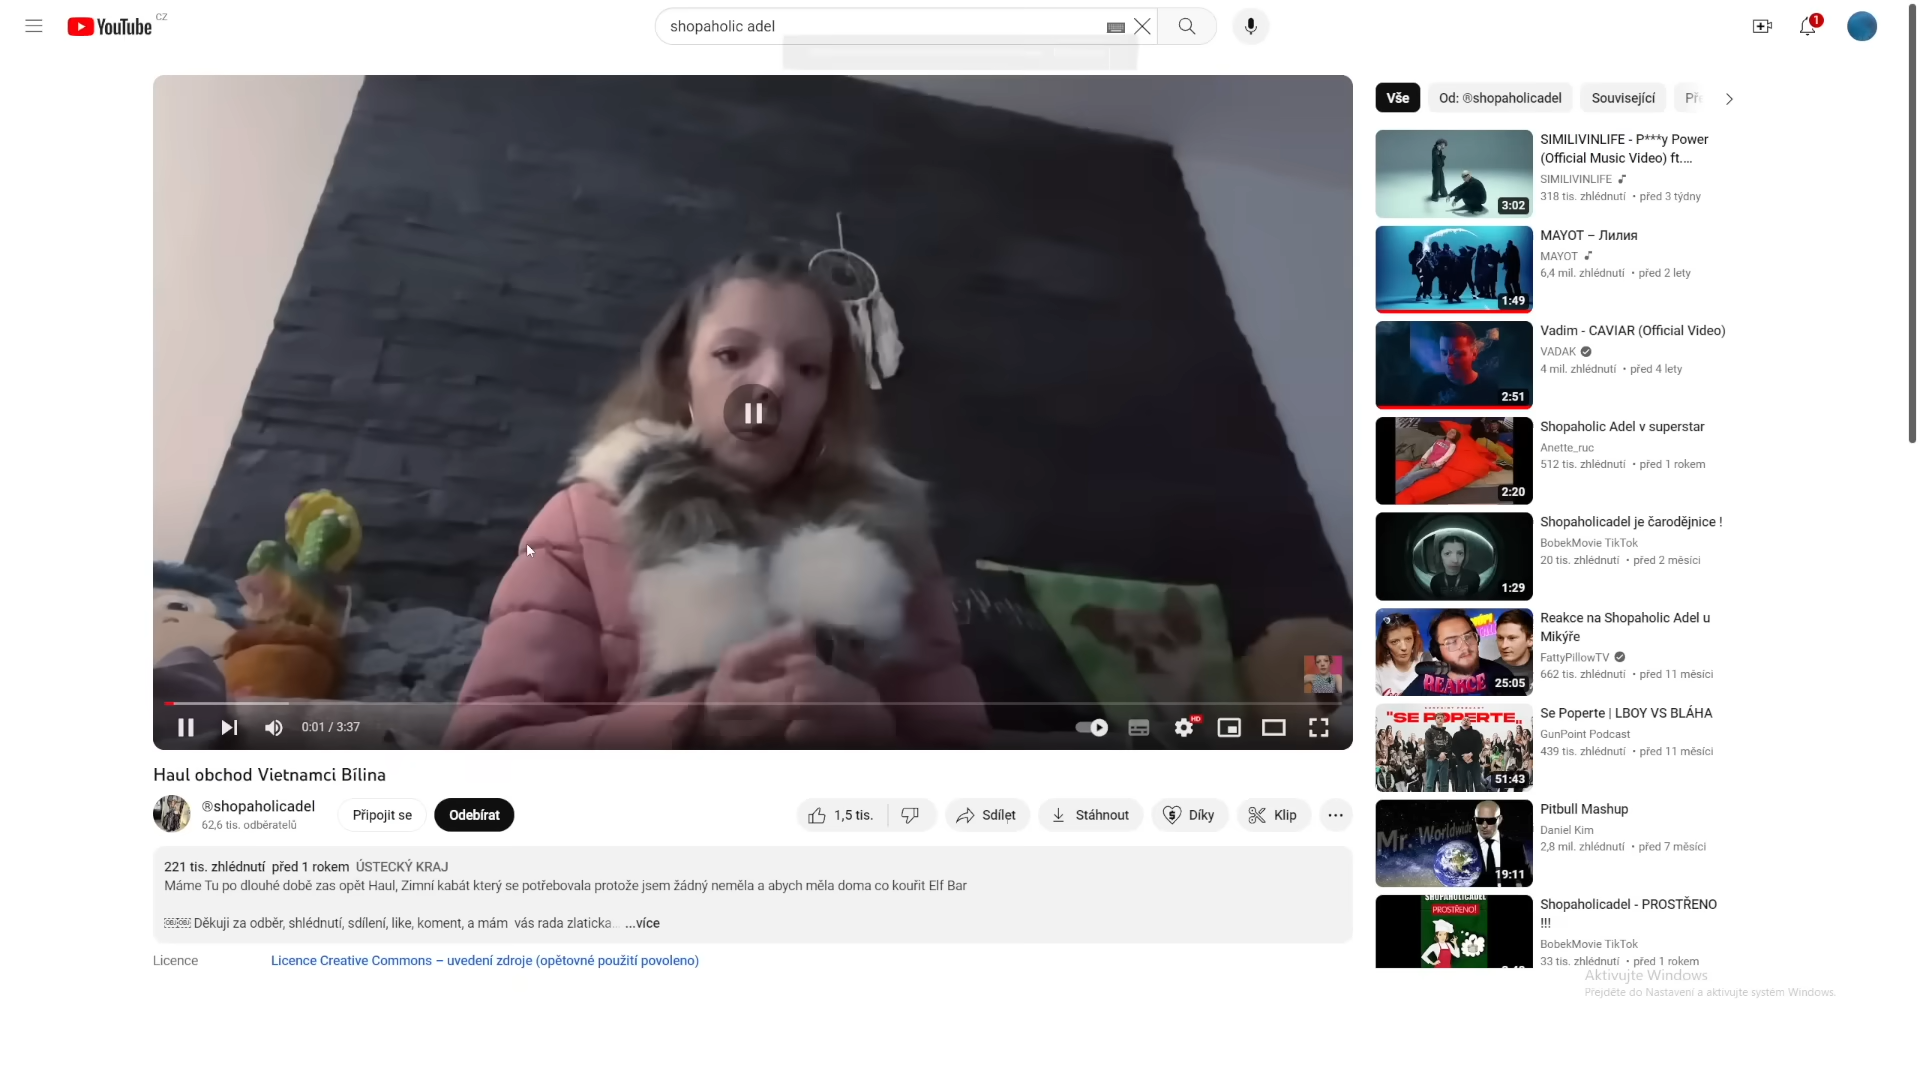 YouTube CZ
shopaholic adel
1
Vše
Od: ®shopaholicadel
Související
SIMILIVINLIFE - P***y Power
(Official Music Video) ft....
SIMILIVINLIFE
318 tis. zhlédnutí • před 3 týdny
3:02
MAYOT – Лилия
MAYOT
6,4 mil. zhlédnutí • před 2 lety
1:49
Vadim - CAVIAR (Official Video)
VADAK
4 mil. zhlédnutí • před 4 lety
2:51
Shopaholic Adel v superstar
Anette_ruc
512 tis. zhlédnutí • před 1 rokem
2:20
Shopaholicadel je čarodějnice !
BobekMovie TikTok
20 tis. zhlédnutí • před 2 měsíci
1:29
Reakce na Shopaholic Adel u
Mikýře
FattyPillowTV
662 tis. zhlédnutí • před 11 měsíci
REAKCE
25:05
Se Poperte | LBOY VS BLÁHA
GunPoint Podcast
439 tis. zhlédnutí • před 11 měsíci
"SE POPERTE„
51:43
Pitbull Mashup
Daniel Kim
2,8 mil. zhlédnutí • před 7 měsíci
Mr. Worldwide
19:11
Shopaholicadel - PROSTŘENO
!!!
BobekMovie TikTok
33 tis. zhlédnutí • před 1 rokem
SHOPAHOLICADEL
PROSTŘENO!
0:01 / 3:37
HD
Haul obchod Vietnamci Bílina
®shopaholicadel
62,6 tis. odběratelů
Připojit se
Odebírat
1,5 tis.
Sdílet
Stáhnout
Díky
Klip
221 tis. zhlédnutí před 1 rokem ÚSTECKÝ KRAJ
Máme Tu po dlouhé době zas opět Haul, Zimní kabát který se potřebovala protože jsem žádný neměla a abych měla doma co kouřit Elf Bar
Děkuji za odběr, shlédnutí, sdílení, like, koment, a mám vás rada zlaticka... ...více
Licence
Licence Creative Commons – uvedení zdroje (opětovné použití povoleno)
Aktivujte Windows
Přejděte do Nastavení a aktivujte systém Windows.